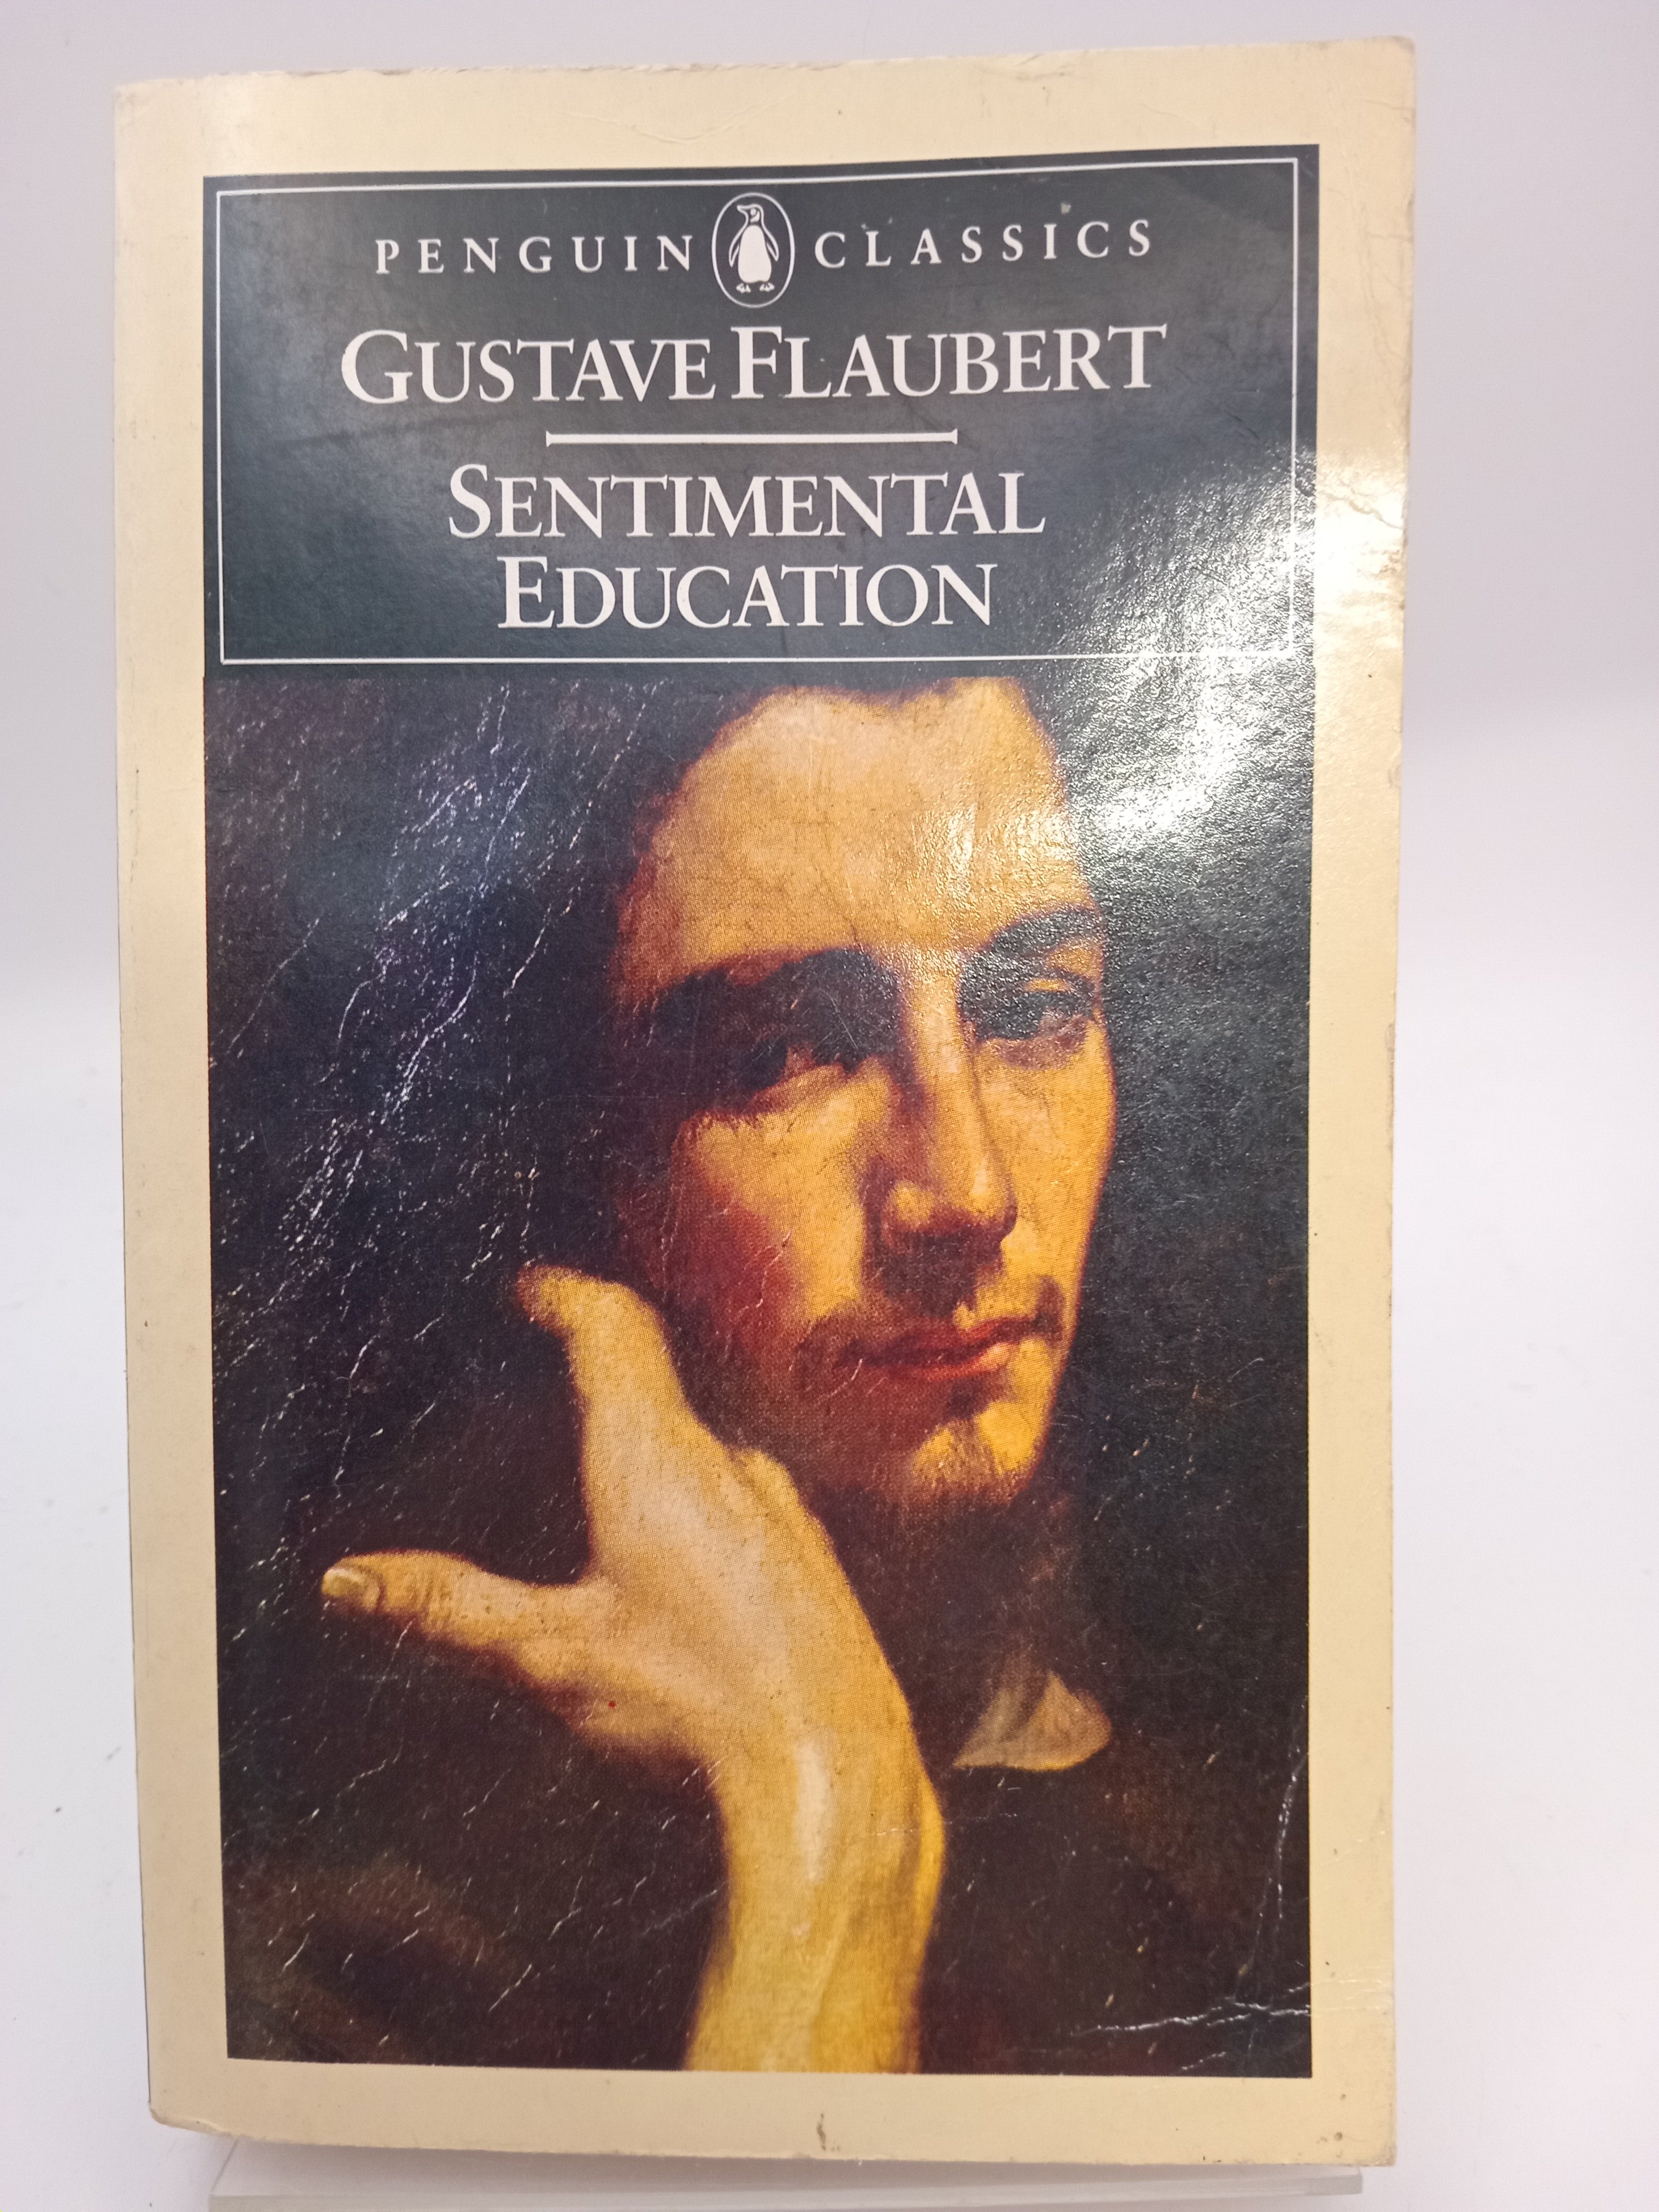 PENGUIN CLASSICS
GUSTAVE FLAUBERT
SENTIMENTAL
EDUCATION